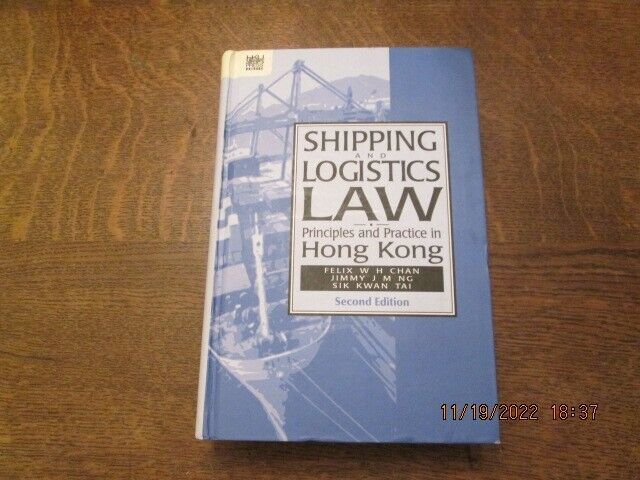 SHIPPING
AND
LOGISTICS
LAW
Principles and Practice in
Hong Kong
FELIX W H CHAN
JIMMY J M NG
SIK KWAN TAI
Second Edition
11/19/2022 18:37